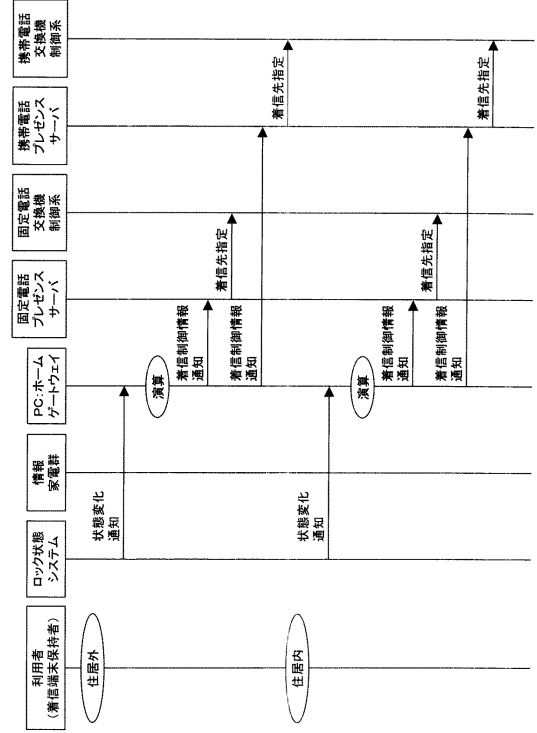 利用者
(着信端末保持者)
ロック状態
システム
情報
家電群
PC:ホーム
ゲートウェイ
固定電話
プレゼンス
サーバ
固定電話
交換機
制御系
携帯電話
プレゼンス
サーバ
携帯電話
交換機
制御系
住居外
状態変化
通知
演算
着信制御情報
通知
着信先指定
着信制御情報
通知
着信先指定
住居内
状態変化
通知
演算
着信制御情報
通知
着信先指定
着信制御情報
通知
着信先指定